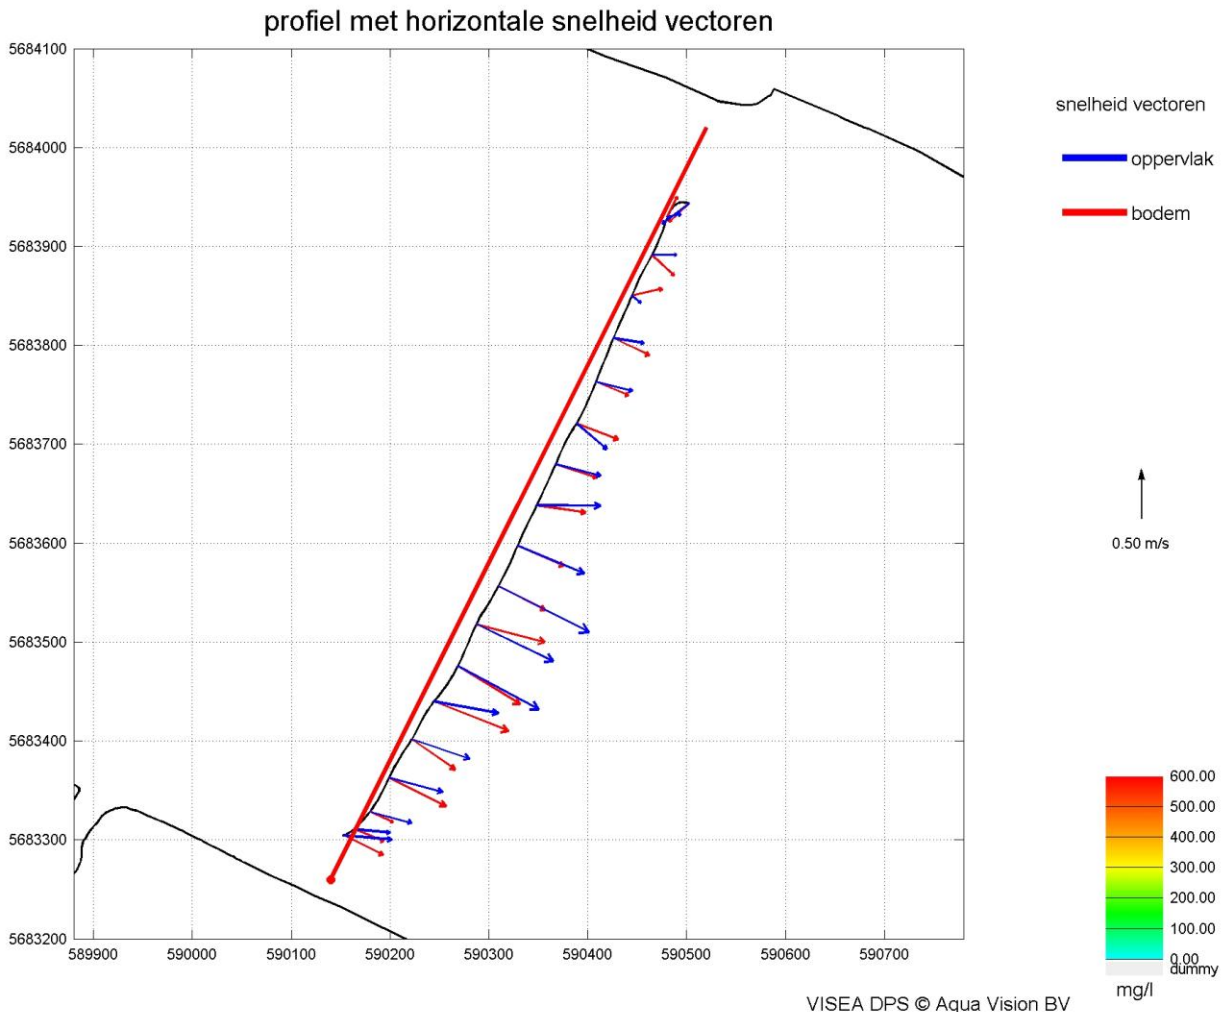 profiel met horizontale snelheid vectoren
5684100
5684000
5683900
5683800
5683700
5683600
5683500
5683400
5683300
5683200
589900 590000 590100 590200 590300 590400 590500 590600 590700
snelheid vectoren
oppervlak
bodem
0.50 m/s
600.00
500.00
400.00
300.00
200.00
100.00
0.00
dummy
mg/l
VISEA DPS © Aqua Vision BV